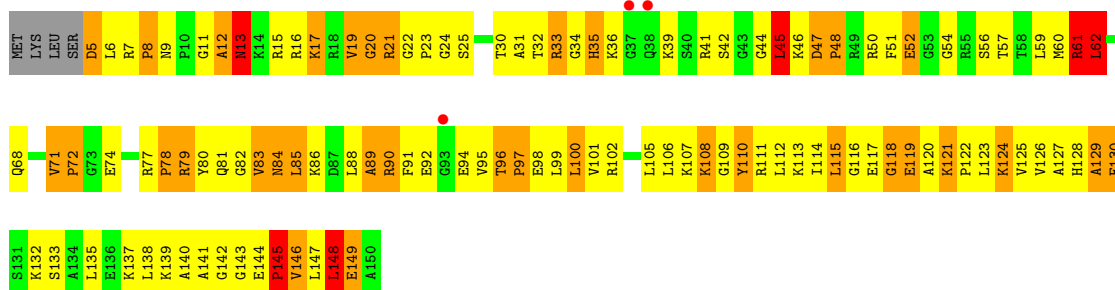 MET LYS LEU SER D5 L6 R7 P8 N9 P10 G11 A12 N13 K14 R15 R16 K17 R18 V19 G20 R21 G22 P23 G24 S25 T30 A31 T32 R33 G34 H35 K36 G37 Q38 K39 S40 R41 S42 G43 G44 L45 K46 D47 P48 R49 R50 F51 E52 G53 G54 R55 S56 T57 T58 L59 M60 R61 L62
Q68 V71 P72 G73 E74 R77 P78 R79 Y80 Q81 G82 V83 N84 L85 K86 D87 L88 A89 R90 F91 E92 G93 E94 V95 T96 P97 E98 L99 L100 V101 R102 L105 L106 K107 K108 G109 Y110 R111 L112 K113 I114 L115 G116 E117 G118 E119 A120 K121 P122 L123 K124 V125 V126 A127 H128 A129
S131 K132 S133 A134 L135 E136 K137 L138 K139 A140 A141 G142 G143 E144 P145 V146 L147 L148 E149 A150